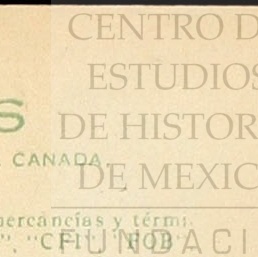 CENTRO D
ESTUDIOS
S
DE HISTOR
CANADA.
DE MEXIC
mercancías y térm:
". "CFI". "FOB".
FUNDACI